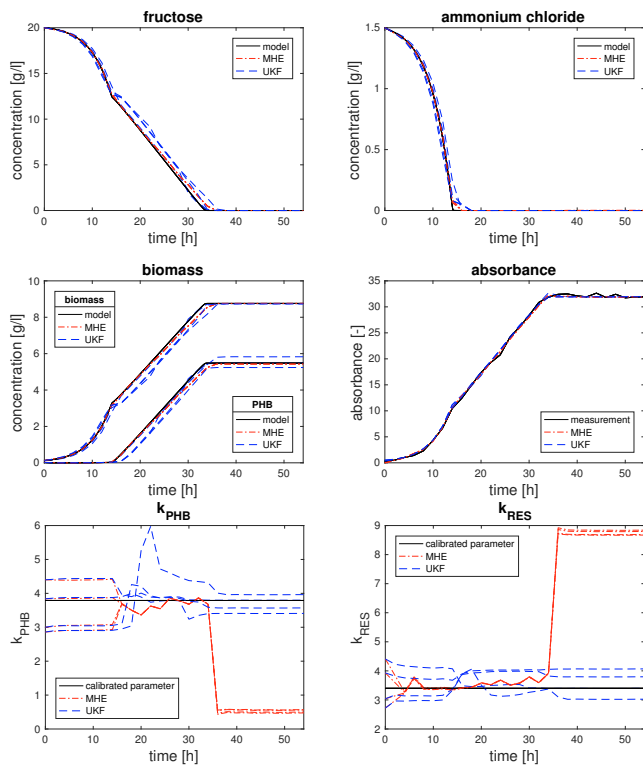 fructose
concentration [g/l]
20
15
10
5
0
0 10 20 30 40 50
time [h]
model
MHE
UKF
ammonium chloride
concentration [g/l]
1.5
1
0.5
0
0 10 20 30 40 50
time [h]
model
MHE
UKF
biomass
concentration [g/l]
10
8
6
4
2
0
0 10 20 30 40 50
time [h]
biomass
model
MHE
UKF
PHB
model
MHE
UKF
absorbance
absorbance [-]
35
30
25
20
15
10
5
0
0 10 20 30 40 50
time [h]
measurement
MHE
UKF
k_PHB
k_PHB
6
5
4
3
2
1
0
0 10 20 30 40 50
time [h]
calibrated parameter
MHE
UKF
k_RES
k_RES
9
8
7
6
5
4
3
2
0 10 20 30 40 50
time [h]
calibrated parameter
MHE
UKF